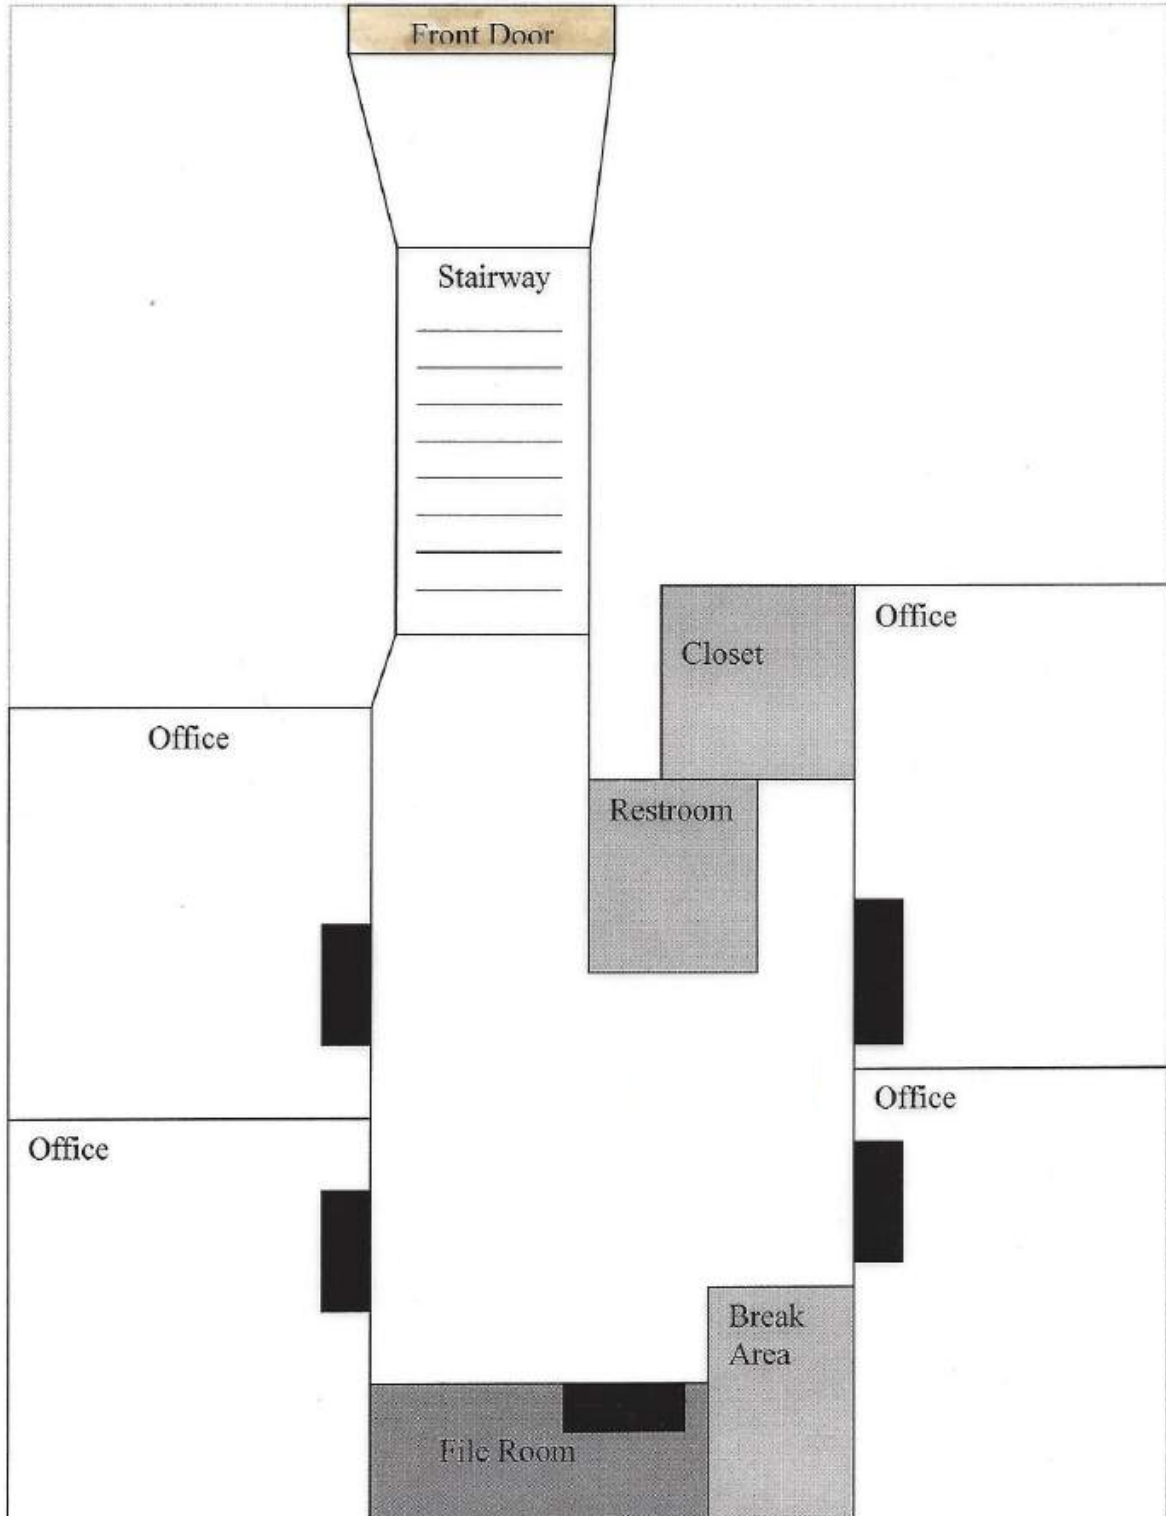 Front Door
Stairway
Office
Closet
Office
Restroom
Office
Office
Break
Area
File Room